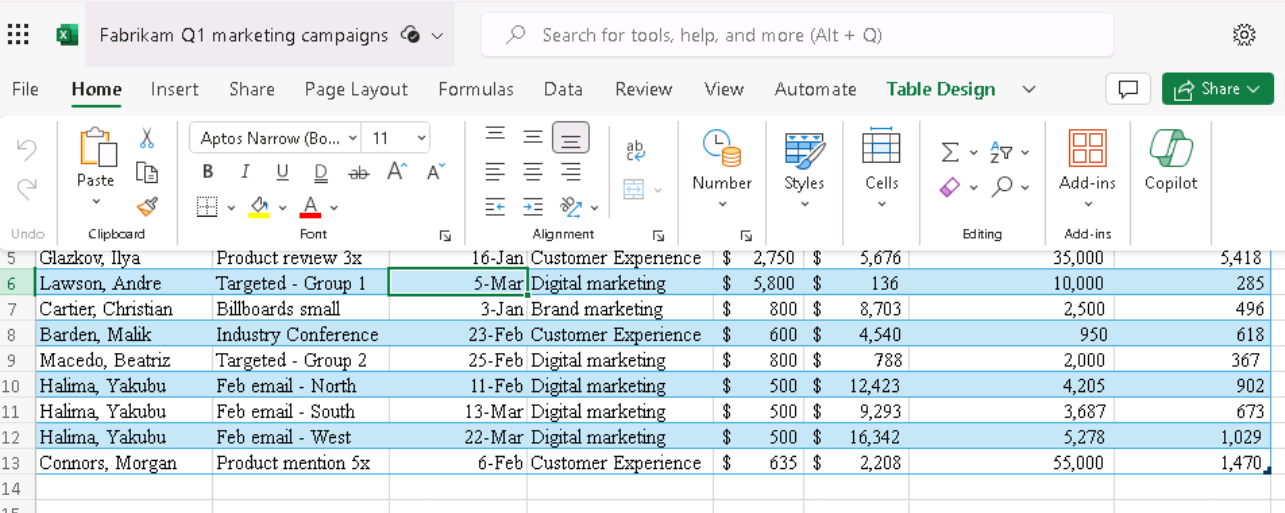 Fabrikam Q1 marketing campaigns
Search for tools, help, and more (Alt + Q)
File Home Insert Share Page Layout Formulas Data Review View Automate Table Design Share
Aptos Narrow (Bo... 11
Paste B I U D ab A A ab Number Styles Cells Add-ins Copilot
Undo Clipboard Font Alignment Editing Add-ins
5 Glazkov, Ilya Product review 3x 16-Jan Customer Experience $ 2,750 $ 5,676 35,000 5,418
6 Lawson, Andre Targeted - Group 1 5-Mar Digital marketing $ 5,800 $ 136 10,000 285
7 Cartier, Christian Billboards small 3-Jan Brand marketing $ 800 $ 8,703 2,500 496
8 Barden, Malik Industry Conference 23-Feb Customer Experience $ 600 $ 4,540 950 618
9 Macedo, Beatriz Targeted - Group 2 25-Feb Digital marketing $ 800 $ 788 2,000 367
10 Halima, Yakubu Feb email - North 11-Feb Digital marketing $ 500 $ 12,423 4,205 902
11 Halima, Yakubu Feb email - South 13-Mar Digital marketing $ 500 $ 9,293 3,687 673
12 Halima, Yakubu Feb email - West 22-Mar Digital marketing $ 500 $ 16,342 5,278 1,029
13 Connors, Morgan Product mention 5x 6-Feb Customer Experience $ 635 $ 2,208 55,000 1,470
14